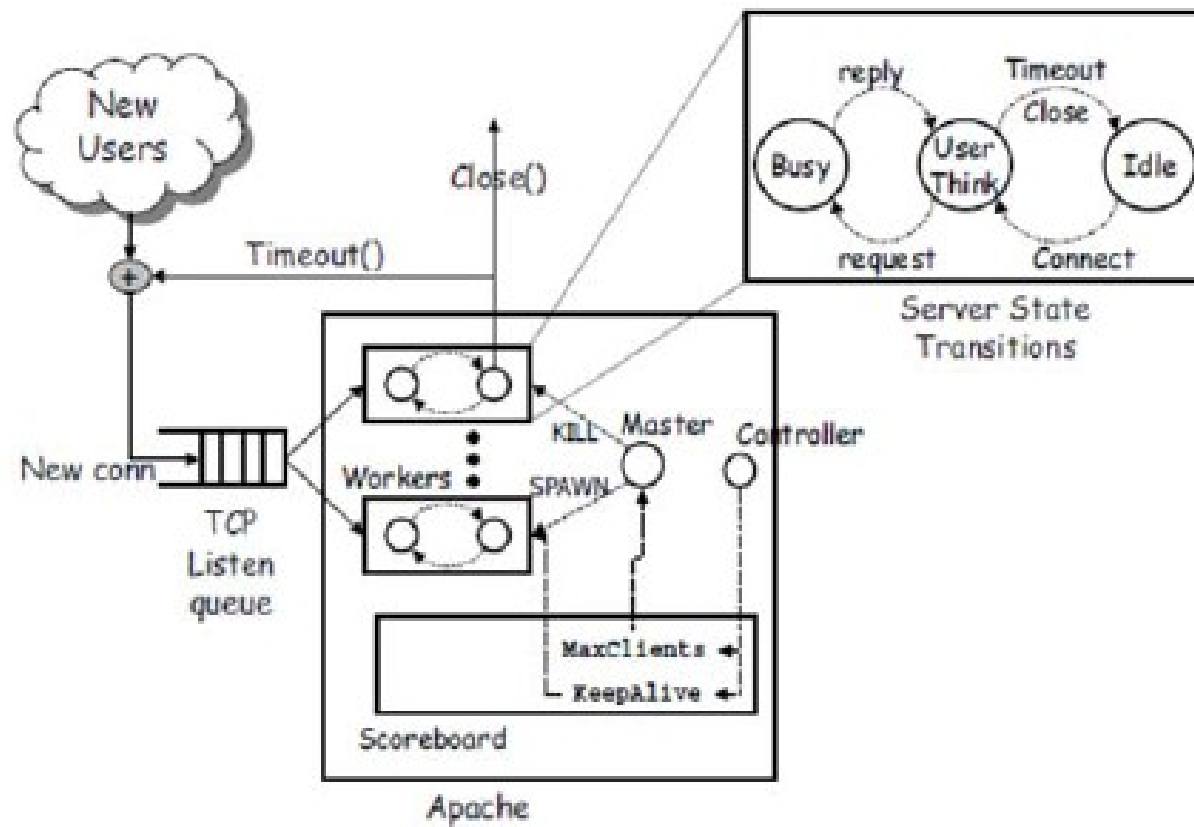 New
Users
Close()
Timeout()
+
New conn
TCP
Listen
queue
Workers
KILL
SPAWN
Master
Controller
MaxClients
KeepAlive
Scoreboard
Apache
reply
Timeout
Close
Busy
User
Think
Idle
request
Connect
Server State
Transitions